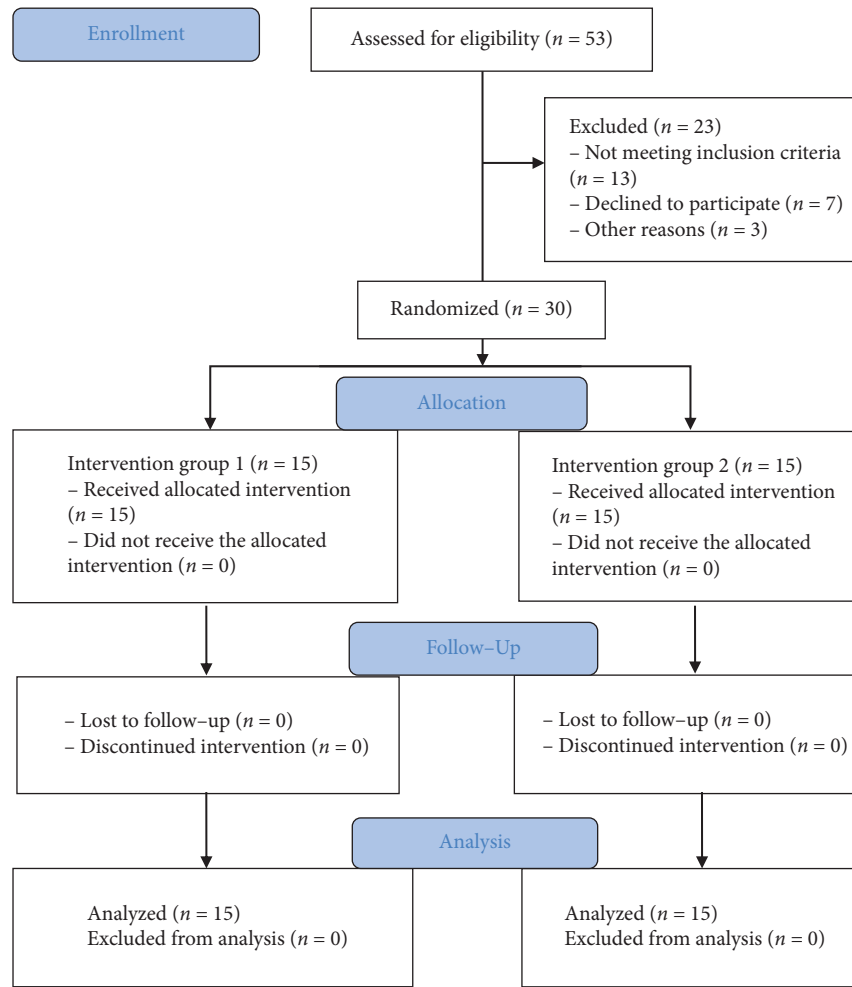 Enrollment
Assessed for eligibility (n = 53)
Excluded (n = 23)
– Not meeting inclusion criteria
(n = 13)
– Declined to participate (n = 7)
– Other reasons (n = 3)
Randomized (n = 30)
Allocation
Intervention group 1 (n = 15)
– Received allocated intervention
(n = 15)
– Did not receive the allocated
intervention (n = 0)
Intervention group 2 (n = 15)
– Received allocated intervention
(n = 15)
– Did not receive the allocated
intervention (n = 0)
Follow–Up
– Lost to follow–up (n = 0)
– Discontinued intervention (n = 0)
– Lost to follow–up (n = 0)
– Discontinued intervention (n = 0)
Analysis
Analyzed (n = 15)
Excluded from analysis (n = 0)
Analyzed (n = 15)
Excluded from analysis (n = 0)